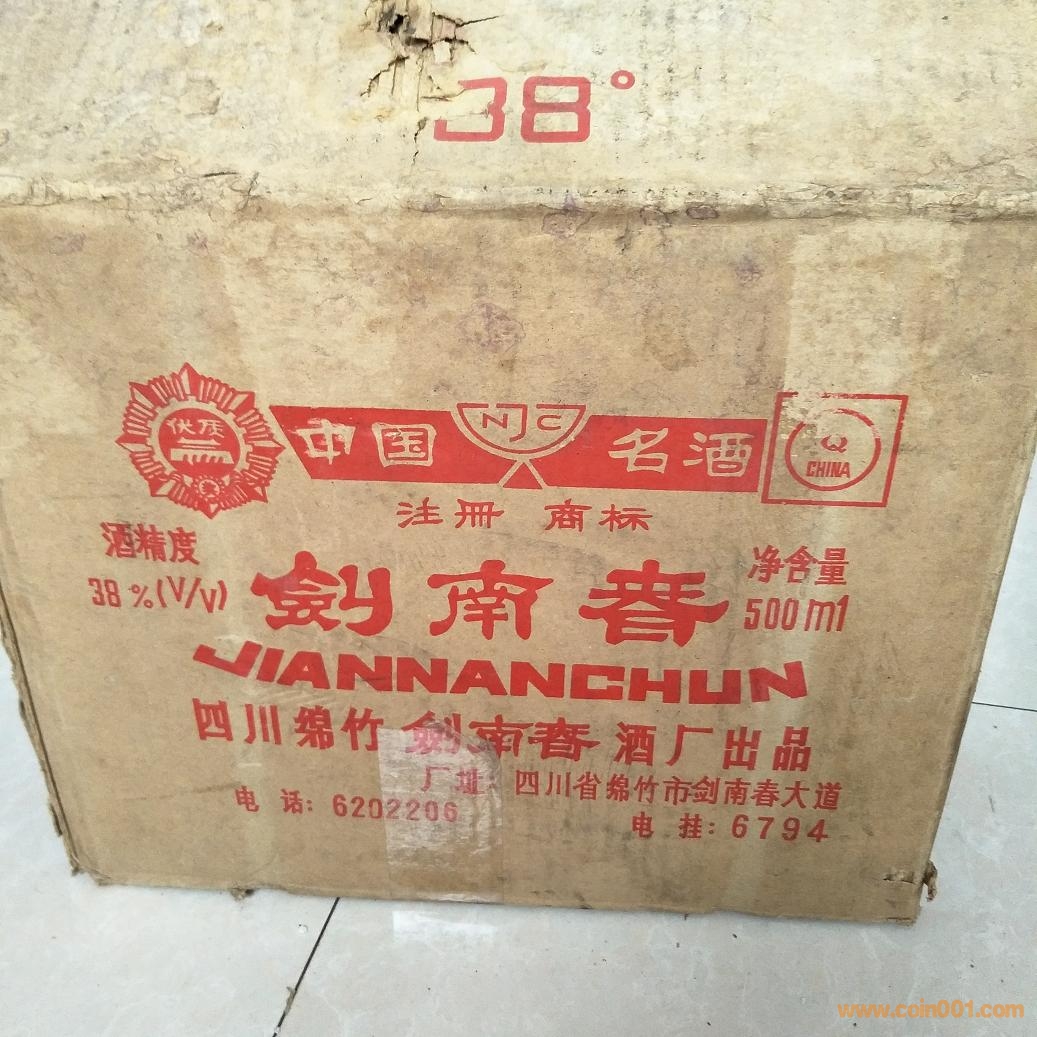 38°
优质
中国 NJC 名酒
Q
CHINA
注册 商标
酒精度
38%(V/V)
剑南春
净含量
500ml
JIANNANCHUN
四川绵竹剑南春酒厂出品
厂址:四川省绵竹市剑南春大道
电话:6202206
电挂:6794
www.coin001.com